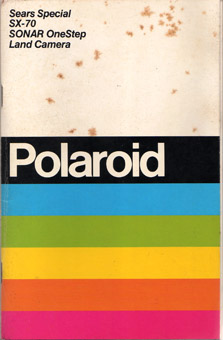 Sears Special
SX-70
SONAR OneStep
Land Camera
Polaroid